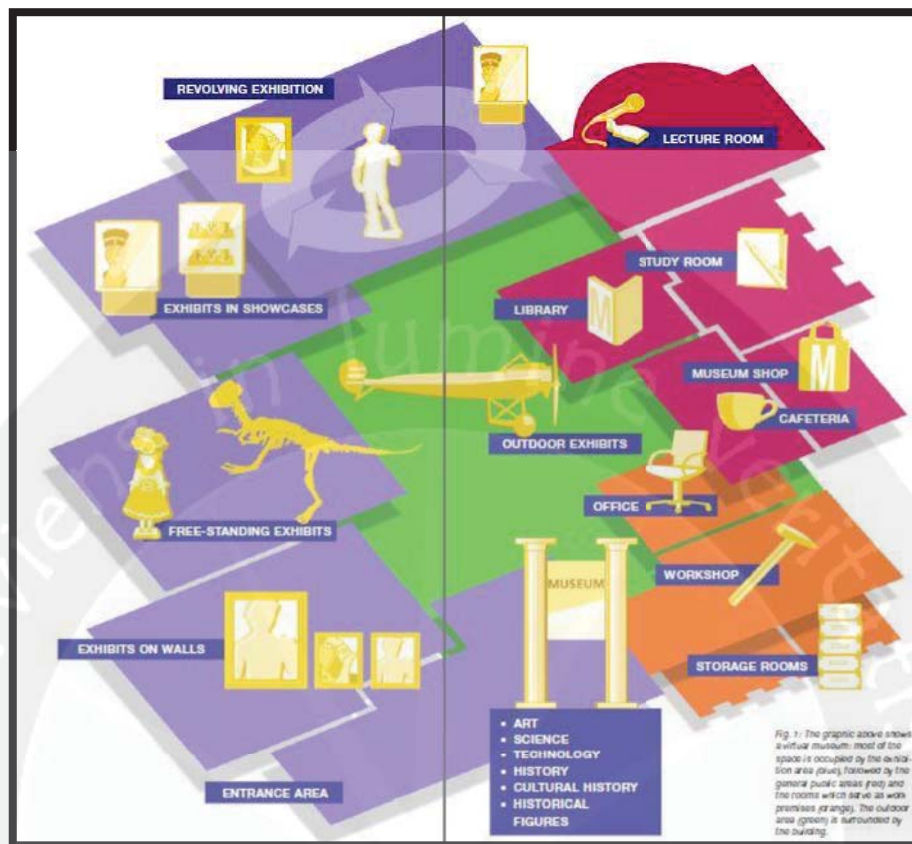 REVOLVING EXHIBITION
LECTURE ROOM
STUDY ROOM
EXHIBITS IN SHOWCASES
LIBRARY
M
MUSEUM SHOP
M
CAFETERIA
OUTDOOR EXHIBITS
OFFICE
FREE-STANDING EXHIBITS
WORKSHOP
MUSEUM
EXHIBITS ON WALLS
STORAGE ROOMS
• ART
• SCIENCE
• TECHNOLOGY
• HISTORY
• CULTURAL HISTORY
• HISTORICAL
FIGURES
ENTRANCE AREA
Fig. 1: The graphic above shows
a virtual museum: most of the
space is occupied by the exhibi-
tion area (blue), followed by the
general public areas (red) and
the rooms which serve as work
premises (orange). The outdoor
area (green) is surrounded by
the building.
viens in lumine verit